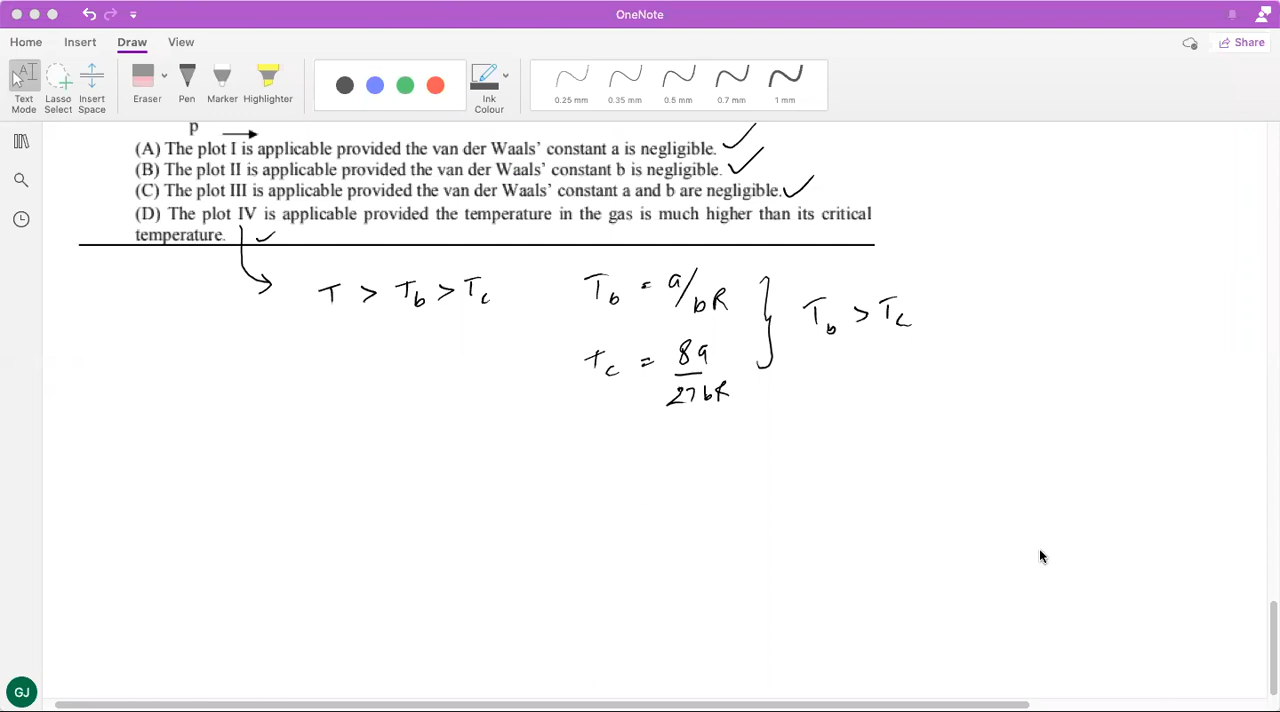 OneNote
Home Insert Draw View
Share
Text Mode
Lasso Select
Insert Space
Eraser
Pen
Marker
Highlighter
Ink Colour
0.25 mm
0.35 mm
0.5 mm
0.7 mm
1 mm
p
(A) The plot I is applicable provided the van der Waals' constant a is negligible.
(B) The plot II is applicable provided the van der Waals' constant b is negligible.
(C) The plot III is applicable provided the van der Waals' constant a and b are negligible.
(D) The plot IV is applicable provided the temperature in the gas is much higher than its critical
temperature.
T > Tb > Tc
Tb = a/bR
Tb > Tc
Tc = 8a
27bR
GJ